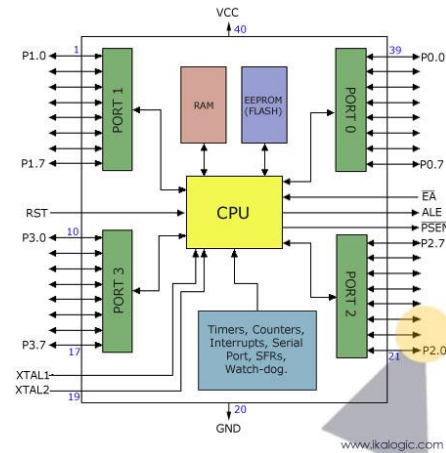 VCC
40
1
39
P1.0
P0.0
PORT 1
RAM
EEPROM
(FLASH)
PORT 0
P1.7
P0.7
CPU
EA
RST
ALE
PSEN
P3.0
10
P2.7
PORT 3
PORT 2
Timers, Counters,
Interrupts, Serial
Port, SFRs,
Watch-dog.
P3.7
17
21
P2.0
XTAL1
XTAL2
19
20
GND
www.ikalogic.com